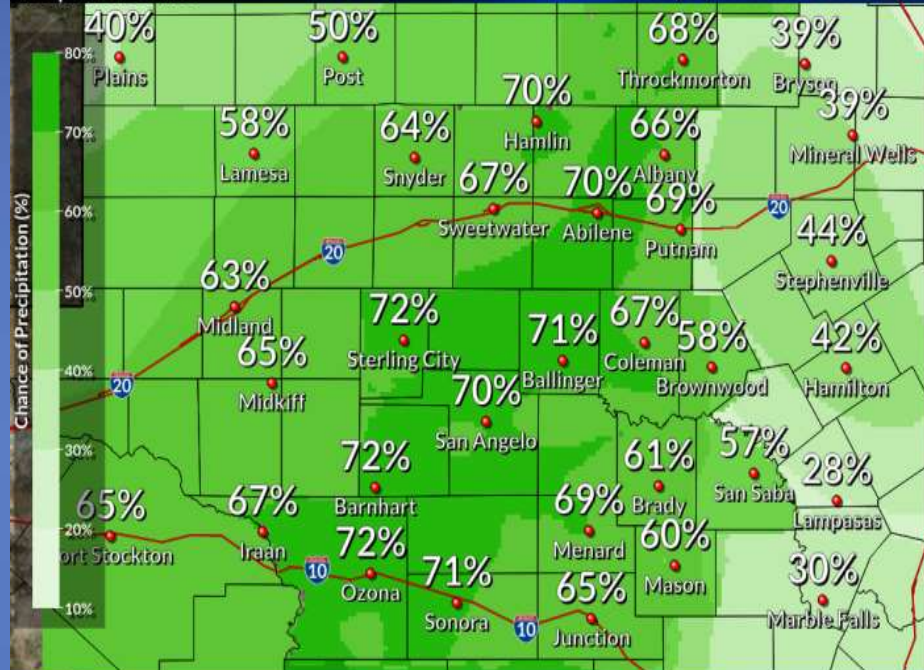 40%
Plains
50%
Post
68%
Throckmorton
39%
Bryson
80%
70%
Hamlin
39%
Mineral Wells
58%
Lamesa
64%
Snyder
66%
Albany
70%
67%
Sweetwater
70%
Abilene
69%
Putnam
20
60%
20
44%
Stephenville
50%
63%
Midland
72%
Sterling City
71%
Ballinger
67%
Coleman
58%
Brownwood
42%
Hamilton
65%
Midkiff
40%
20
70%
San Angelo
Chance of Precipitation (%)
30%
72%
Barnhart
61%
Brady
57%
San Saba
28%
Lampasas
65%
ort Stockton
20%
67%
Iraan
72%
Ozona
69%
Menard
60%
Mason
10
71%
Sonora
10
65%
Junction
30%
Marble Falls
10%